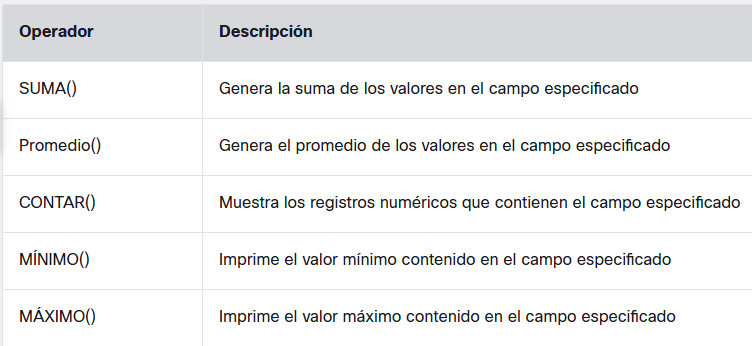 Operador Descripción
SUMA() Genera la suma de los valores en el campo especificado
Promedio() Genera el promedio de los valores en el campo especificado
CONTAR() Muestra los registros numéricos que contienen el campo especificado
MÍNIMO() Imprime el valor mínimo contenido en el campo especificado
MÁXIMO() Imprime el valor máximo contenido en el campo especificado